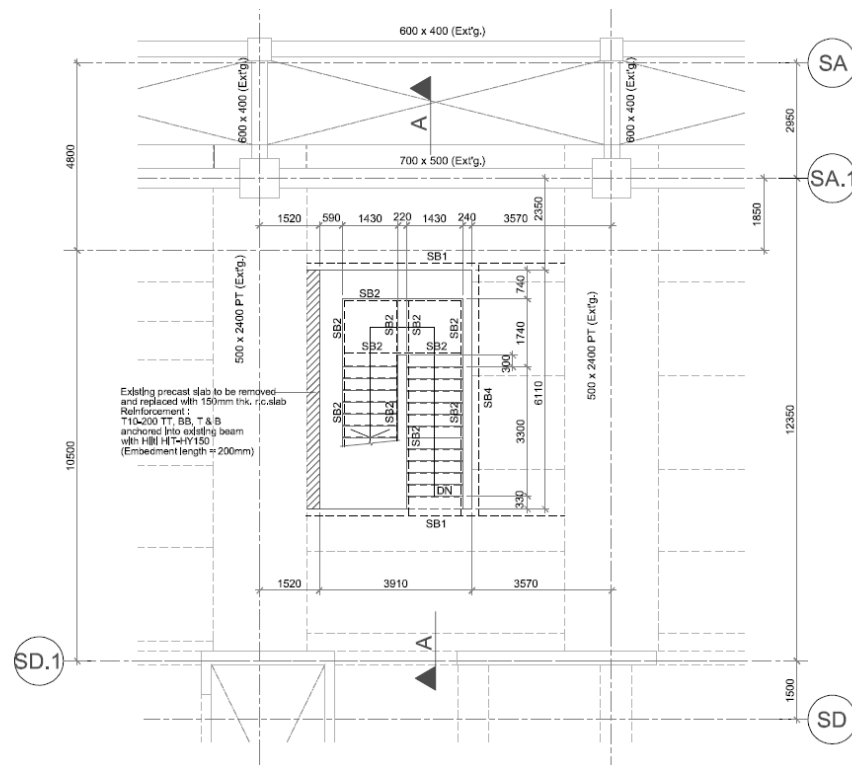 600 x 400 (Ext'g.)
SA
600 x 400 (Ext'g.)
600 x 400 (Ext'g.)
A
2950
4800
700 x 500 (Ext'g.)
SA.1
2350
1850
1520
590
1430
220
1430
240
3570
SB1
500 x 2400 PT (Ext'g.)
500 x 2400 PT (Ext'g.)
740
SB2
SB2
SB2
SB2
SB2
1740
SB2
SB2
300
6110
SB4
Existing precast slab to be removed
and replaced with 150mm thk. r.c.slab
Reinforcement :
T10-200 TT, BB, T & B
anchored into existing beam
with Hilti HIT-HY150
(Embedment length = 200mm)
SB2
SB2
SB2
SB2
3300
12350
10500
DN
330
SB1
1520
3910
3570
A
SD.1
1500
SD